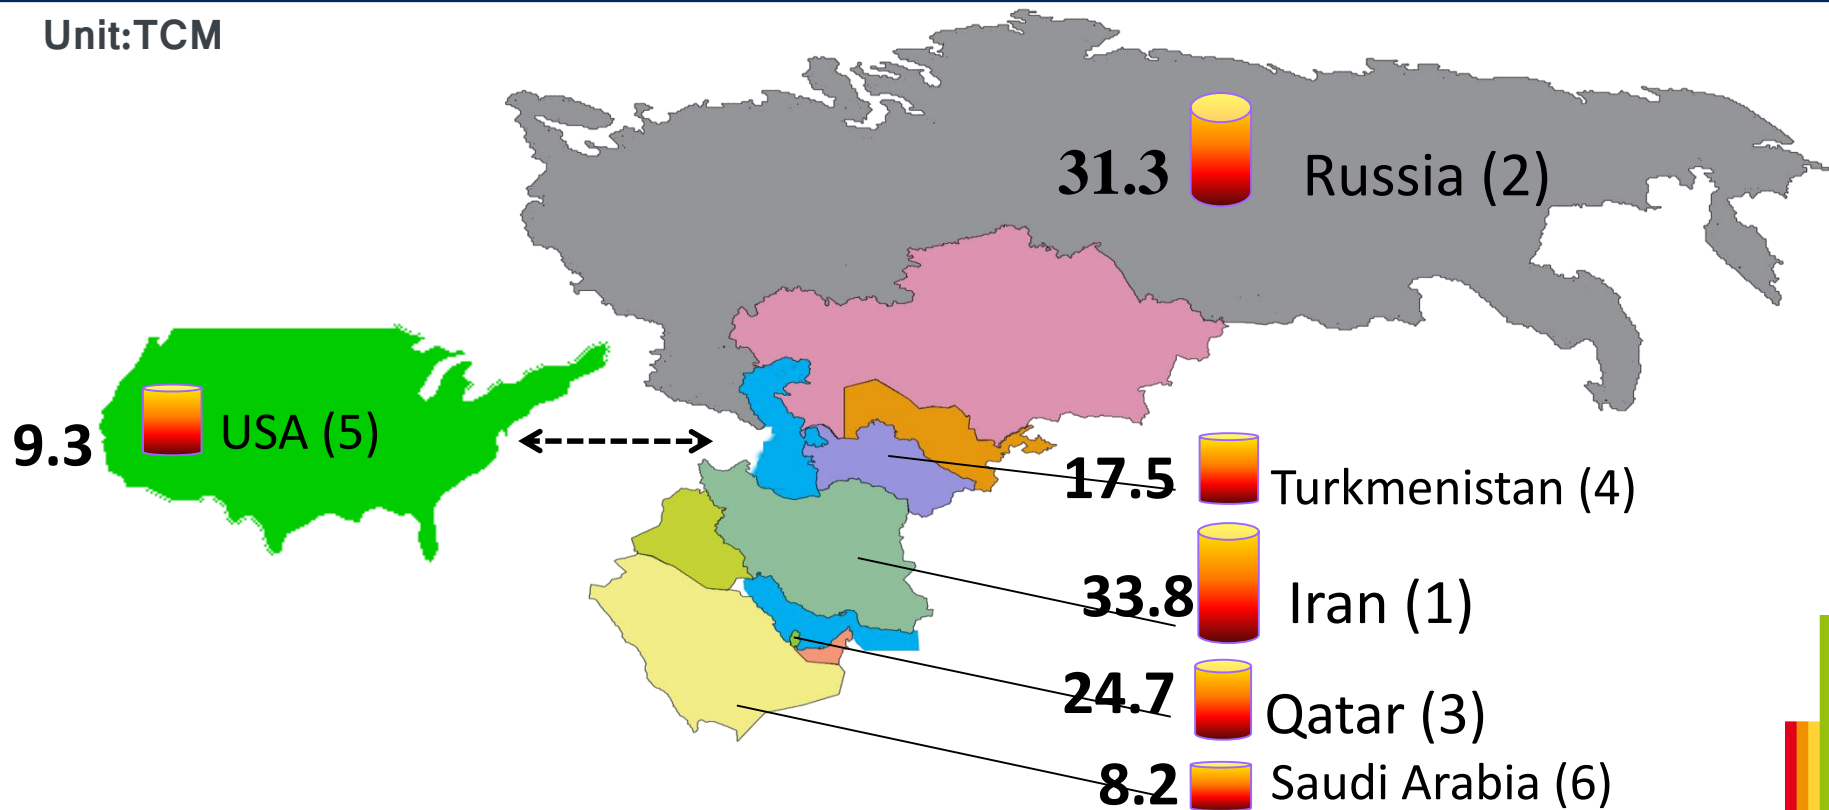 Unit:TCM
31.3 Russia (2)
9.3 USA (5)
17.5 Turkmenistan (4)
33.8 Iran (1)
24.7 Qatar (3)
8.2 Saudi Arabia (6)